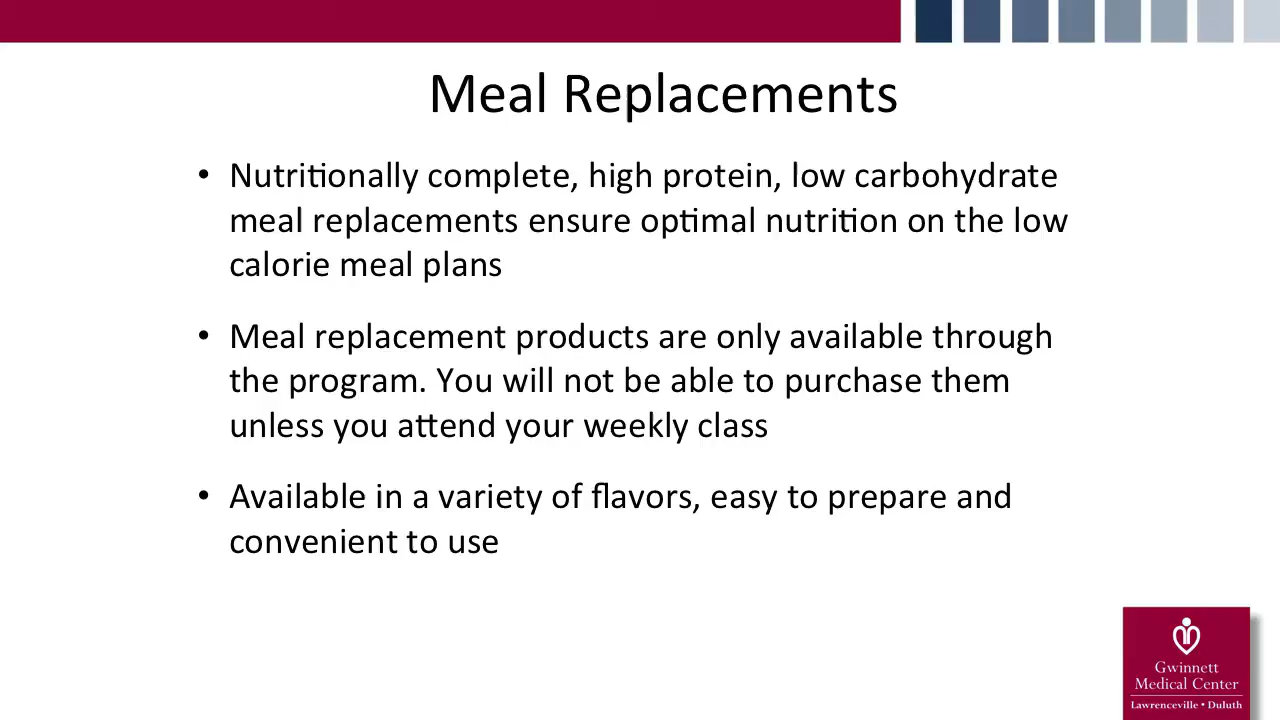 Meal Replacements
• Nutritionally complete, high protein, low carbohydrate
meal replacements ensure optimal nutrition on the low
calorie meal plans
• Meal replacement products are only available through
the program. You will not be able to purchase them
unless you attend your weekly class
• Available in a variety of flavors, easy to prepare and
convenient to use
Gwinnett
Medical Center
Lawrenceville • Duluth